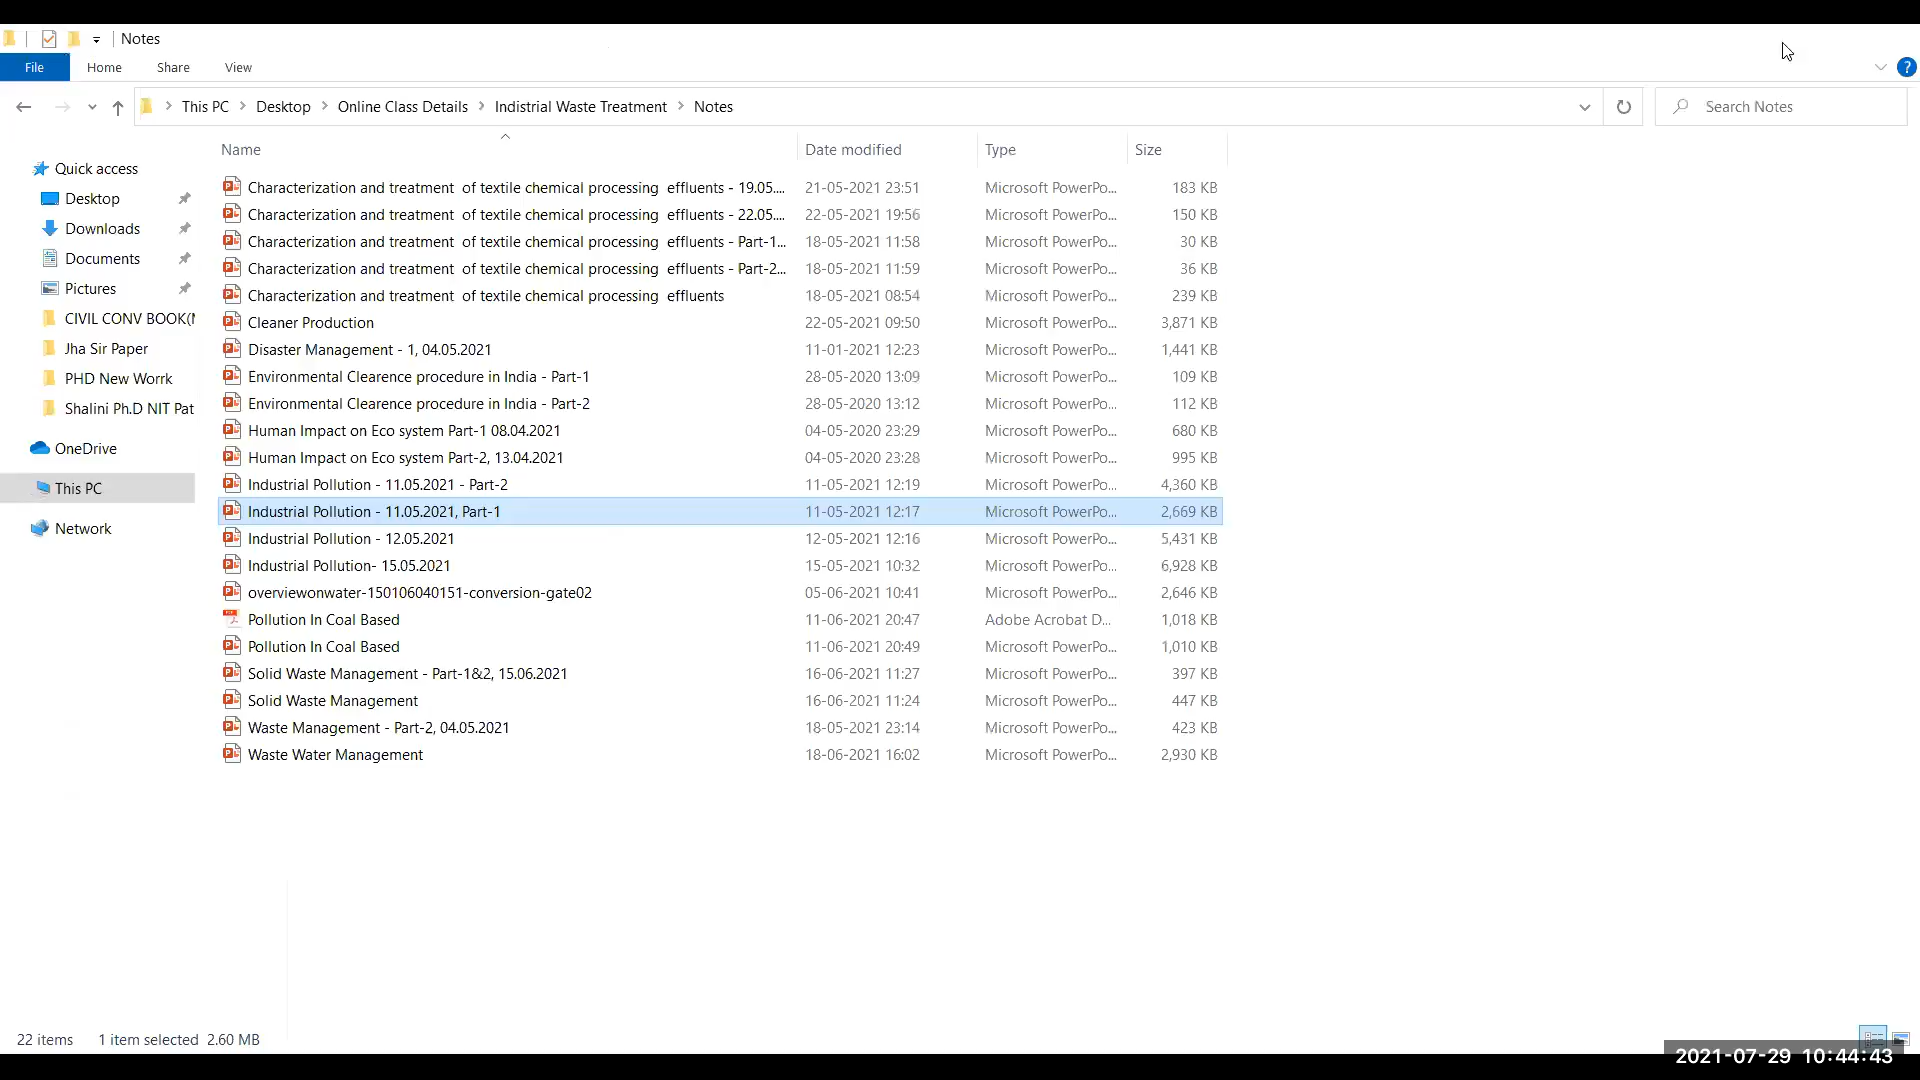 Notes
File Home Share View ?
This PC Desktop Online Class Details Indistrial Waste Treatment Notes Search Notes
Name Date modified Type Size
Quick access
Desktop
Downloads
Documents
Pictures
CIVIL CONV BOOK(
Jha Sir Paper
PHD New Worrk
Shalini Ph.D NIT Pat
OneDrive
This PC
Network
Characterization and treatment of textile chemical processing effluents - 19.05.... 21-05-2021 23:51 Microsoft PowerPo... 183 KB
Characterization and treatment of textile chemical processing effluents - 22.05.... 22-05-2021 19:56 Microsoft PowerPo... 150 KB
Characterization and treatment of textile chemical processing effluents - Part-1... 18-05-2021 11:58 Microsoft PowerPo... 30 KB
Characterization and treatment of textile chemical processing effluents - Part-2... 18-05-2021 11:59 Microsoft PowerPo... 36 KB
Characterization and treatment of textile chemical processing effluents 18-05-2021 08:54 Microsoft PowerPo... 239 KB
Cleaner Production 22-05-2021 09:50 Microsoft PowerPo... 3,871 KB
Disaster Management - 1, 04.05.2021 11-01-2021 12:23 Microsoft PowerPo... 1,441 KB
Environmental Clearence procedure in India - Part-1 28-05-2020 13:09 Microsoft PowerPo... 109 KB
Environmental Clearence procedure in India - Part-2 28-05-2020 13:12 Microsoft PowerPo... 112 KB
Human Impact on Eco system Part-1 08.04.2021 04-05-2020 23:29 Microsoft PowerPo... 680 KB
Human Impact on Eco system Part-2, 13.04.2021 04-05-2020 23:28 Microsoft PowerPo... 995 KB
Industrial Pollution - 11.05.2021 - Part-2 11-05-2021 12:19 Microsoft PowerPo... 4,360 KB
Industrial Pollution - 11.05.2021, Part-1 11-05-2021 12:17 Microsoft PowerPo... 2,669 KB
Industrial Pollution - 12.05.2021 12-05-2021 12:16 Microsoft PowerPo... 5,431 KB
Industrial Pollution- 15.05.2021 15-05-2021 10:32 Microsoft PowerPo... 6,928 KB
overviewonwater-150106040151-conversion-gate02 05-06-2021 10:41 Microsoft PowerPo... 2,646 KB
Pollution In Coal Based 11-06-2021 20:47 Adobe Acrobat D... 1,018 KB
Pollution In Coal Based 11-06-2021 20:49 Microsoft PowerPo... 1,010 KB
Solid Waste Management - Part-1&2, 15.06.2021 16-06-2021 11:27 Microsoft PowerPo... 397 KB
Solid Waste Management 16-06-2021 11:24 Microsoft PowerPo... 447 KB
Waste Management - Part-2, 04.05.2021 18-05-2021 23:14 Microsoft PowerPo... 423 KB
Waste Water Management 18-06-2021 16:02 Microsoft PowerPo... 2,930 KB
22 items 1 item selected 2.60 MB
2021-07-29 10:44:43